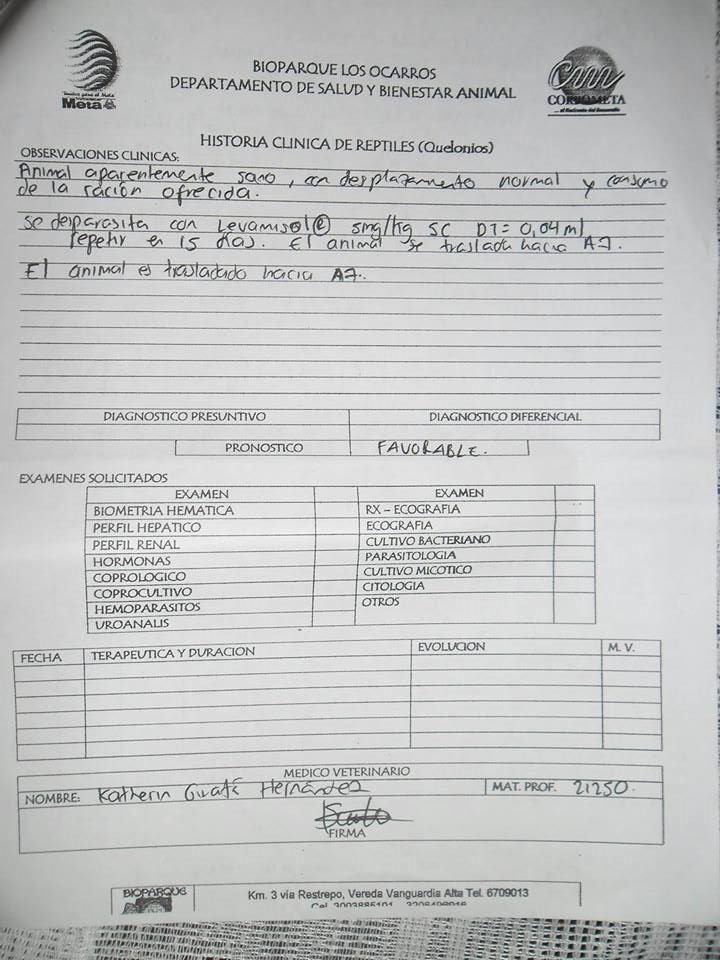 Meta
BIOPARQUE LOS OCARROS
DEPARTAMENTO DE SALUD Y BIENESTAR ANIMAL
cm
CORPOMETA
HISTORIA CLINICA DE REPTILES (Quelonios)
OBSERVACIONES CLINICAS:
Animal aparentemente sano, con desplazamiento normal y consumo
de la ración ofrecida.
Se desparasita con Levamisol® 5mg/kg SC DT= 0,04 ml
repetir en 15 días. El animal se traslada hacia A7.
El animal es trasladado hacia A7.
DIAGNOSTICO PRESUNTIVO DIAGNOSTICO DIFERENCIAL
PRONOSTICO FAVORABLE.
EXAMENES SOLICITADOS
EXAMEN EXAMEN
BIOMETRIA HEMATICA RX – ECOGRAFIA
PERFIL HEPATICO ECOGRAFIA
PERFIL RENAL CULTIVO BACTERIANO
HORMONAS PARASITOLOGIA
COPROLOGICO CULTIVO MICOTICO
COPROCULTIVO CITOLOGIA
HEMOPARASITOS OTROS
UROANALIS
FECHA TERAPEUTICA Y DURACION EVOLUCION M. V.
MEDICO VETERINARIO
NOMBRE: Katherin Hernández MAT. PROF. 21250.
FIRMA
BIOPARQUE Km. 3 vía Restrepo, Vereda Vanguardia Alta Tel. 6709013